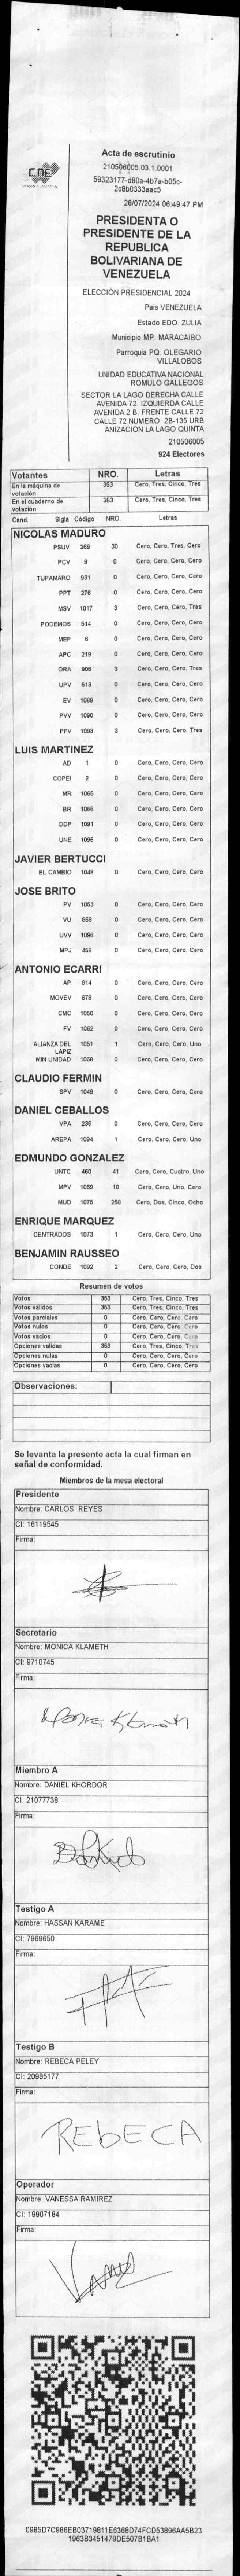 CNE
Acta de escrutinio
210506005.03.1.0001
59323177-d60a-4b7a-b05c-
2c6b0333aac5
28/07/2024 06:49:47 PM
PRESIDENTA O
PRESIDENTE DE LA
REPUBLICA
BOLIVARIANA DE
VENEZUELA
ELECCIÓN PRESIDENCIAL 2024
País VENEZUELA
Estado EDO. ZULIA
Municipio MP. MARACAIBO
Parroquia PQ. OLEGARIO
VILLALOBOS
UNIDAD EDUCATIVA NACIONAL
ROMULO GALLEGOS
SECTOR LA LAGO DERECHA CALLE
AVENIDA 72. IZQUIERDA CALLE
AVENIDA 2 B. FRENTE CALLE 72
CALLE 72 NUMERO 2B-135 URB
ANIZACION LA LAGO QUINTA
210506005
924 Electores
Votantes NRO. Letras
En la máquina de votación 353 Cero, Tres, Cinco, Tres
En el cuaderno de votación 353 Cero, Tres, Cinco, Tres
Cand. Sigla Código NRO. Letras
NICOLAS MADURO
PSUV 269 30 Cero, Cero, Tres, Cero
PCV 9 0 Cero, Cero, Cero, Cero
TUPAMARO 931 0 Cero, Cero, Cero, Cero
PPT 276 0 Cero, Cero, Cero, Cero
MSV 1017 3 Cero, Cero, Cero, Tres
PODEMOS 514 0 Cero, Cero, Cero, Cero
MEP 6 0 Cero, Cero, Cero, Cero
APC 219 0 Cero, Cero, Cero, Cero
ORA 906 3 Cero, Cero, Cero, Tres
UPV 513 0 Cero, Cero, Cero, Cero
EV 1089 0 Cero, Cero, Cero, Cero
PVV 1090 0 Cero, Cero, Cero, Cero
PFV 1093 3 Cero, Cero, Cero, Tres
LUIS MARTINEZ
AD 1 0 Cero, Cero, Cero, Cero
COPEI 2 0 Cero, Cero, Cero, Cero
MR 1065 0 Cero, Cero, Cero, Cero
BR 1066 0 Cero, Cero, Cero, Cero
DDP 1091 0 Cero, Cero, Cero, Cero
UNE 1095 0 Cero, Cero, Cero, Cero
JAVIER BERTUCCI
EL CAMBIO 1048 0 Cero, Cero, Cero, Cero
JOSE BRITO
PV 1053 0 Cero, Cero, Cero, Cero
VU 868 0 Cero, Cero, Cero, Cero
UVV 1096 0 Cero, Cero, Cero, Cero
MPJ 458 0 Cero, Cero, Cero, Cero
ANTONIO ECARRI
AP 814 0 Cero, Cero, Cero, Cero
MOVEV 878 0 Cero, Cero, Cero, Cero
CMC 1050 0 Cero, Cero, Cero, Cero
FV 1062 0 Cero, Cero, Cero, Cero
ALIANZA DEL LAPIZ 1051 1 Cero, Cero, Cero, Uno
MIN UNIDAD 1068 0 Cero, Cero, Cero, Cero
CLAUDIO FERMIN
SPV 1049 0 Cero, Cero, Cero, Cero
DANIEL CEBALLOS
VPA 236 0 Cero, Cero, Cero, Cero
AREPA 1094 1 Cero, Cero, Cero, Uno
EDMUNDO GONZALEZ
UNTC 460 41 Cero, Cero, Cuatro, Uno
MPV 1069 10 Cero, Cero, Uno, Cero
MUD 1075 258 Cero, Dos, Cinco, Ocho
ENRIQUE MARQUEZ
CENTRADOS 1073 1 Cero, Cero, Cero, Uno
BENJAMIN RAUSSEO
CONDE 1092 2 Cero, Cero, Cero, Dos
Resumen de votos
Votos 353 Cero, Tres, Cinco, Tres
Votos validos 353 Cero, Tres, Cinco, Tres
Votos parciales 0 Cero, Cero, Cero, Cero
Votos nulos 0 Cero, Cero, Cero, Cero
Votos vacíos 0 Cero, Cero, Cero, Cero
Opciones validas 353 Cero, Tres, Cinco, Tres
Opciones nulas 0 Cero, Cero, Cero, Cero
Opciones vacías 0 Cero, Cero, Cero, Cero
Observaciones:
Se levanta la presente acta la cual firman en
señal de conformidad.
Miembros de la mesa electoral
Presidente
Nombre: CARLOS REYES
CI: 16119545
Firma:
Secretario
Nombre: MONICA KLAMETH
CI: 9710745
Firma:
Miembro A
Nombre: DANIEL KHORDOR
CI: 21077738
Firma:
Testigo A
Nombre: HASSAN KARAME
CI: 7969650
Firma:
Testigo B
Nombre: REBECA PELEY
CI: 20985177
Firma:
REBECA
Operador
Nombre: VANESSA RAMIREZ
CI: 19907184
Firma:
0985D7C986EB03719811E6368D74FCD53896AA5B23
1963B3451479DE507B1BA1